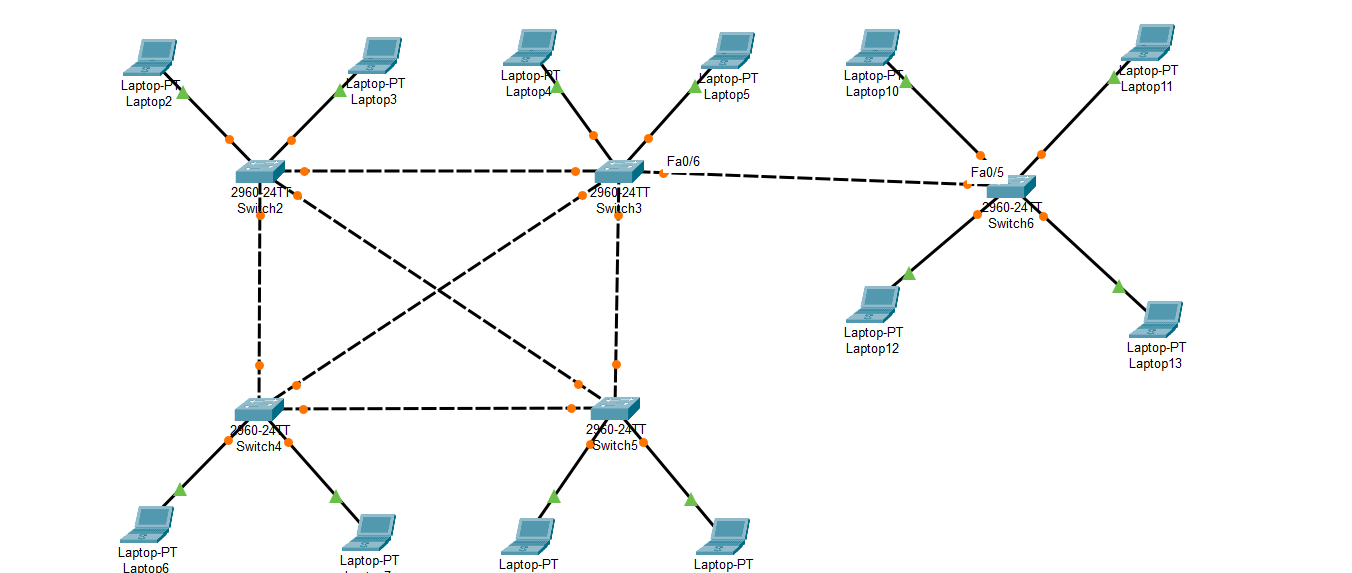 Laptop-PT
Laptop2
Laptop-PT
Laptop3
Laptop-PT
Laptop4
Laptop-PT
Laptop5
Laptop-PT
Laptop10
Laptop-PT
Laptop11
2960-24TT
Switch2
2960-24TT
Switch3
Fa0/6
Fa0/5
2960-24TT
Switch6
Laptop-PT
Laptop12
Laptop-PT
Laptop13
2960-24TT
Switch4
2960-24TT
Switch5
Laptop-PT
Laptop6
Laptop-PT
Laptop-PT
Laptop-PT